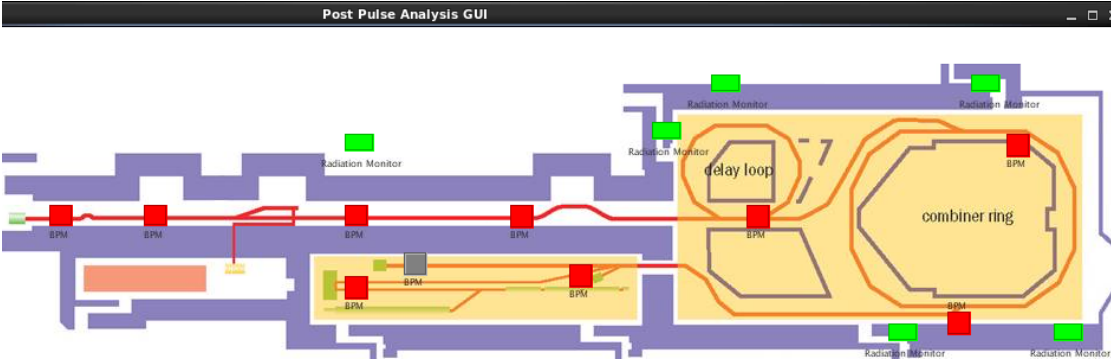 Post Pulse Analysis GUI
Radiation Monitor
Radiation Monitor
Radiation Monitor
Radiation Monitor
BPM
delay loop
combiner ring
BPM
BPM
BPM
BPM
BPM
BPM
BPM
BPM
BPM
Radiation Monitor
Radiation Monitor